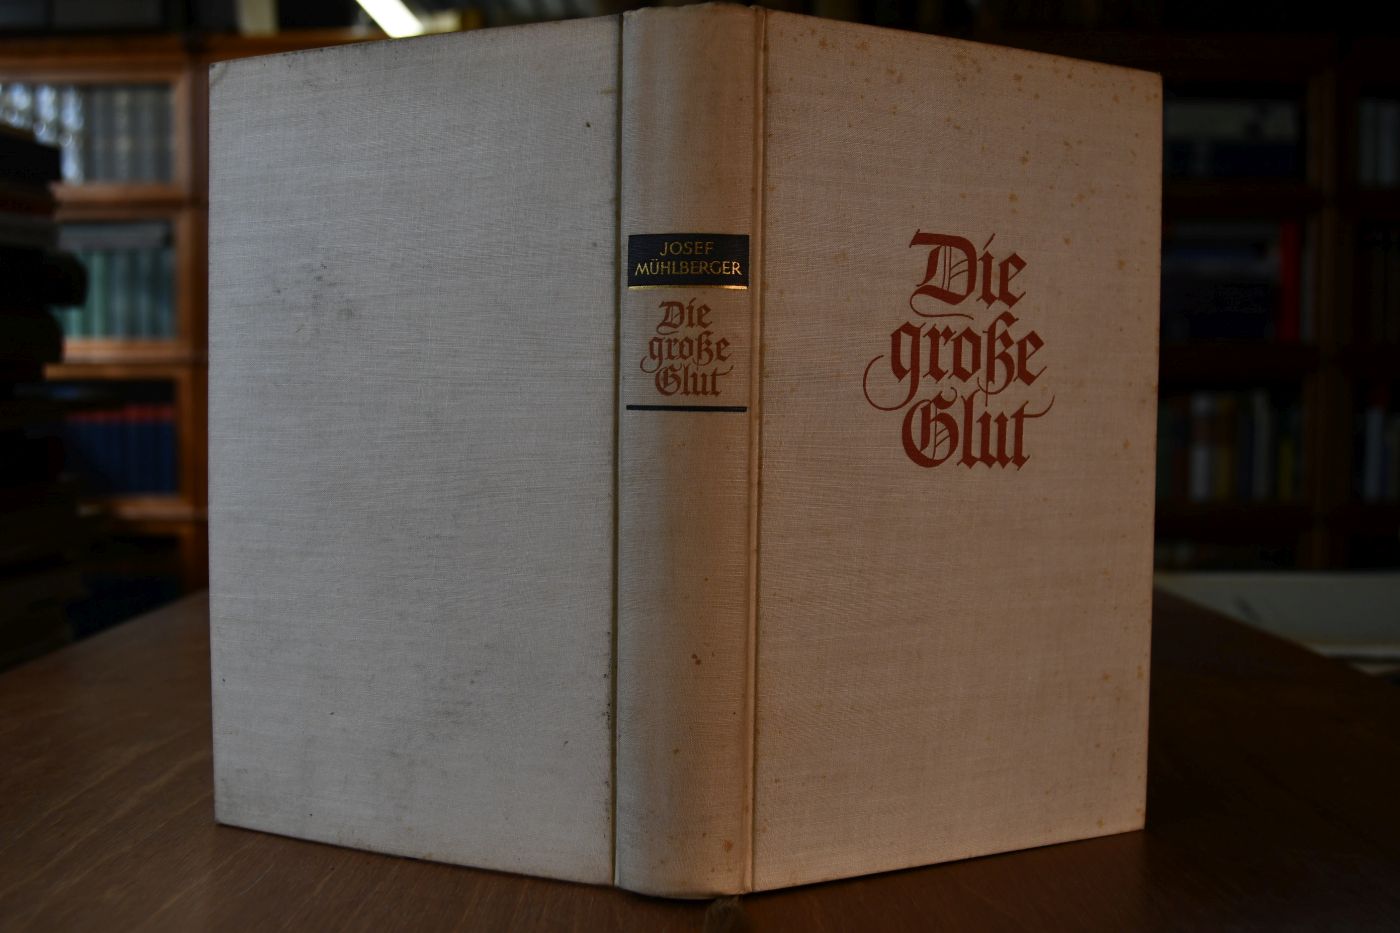 JOSEF
MÜHLBERGER
Die
große
Glut
Die
große
Glut